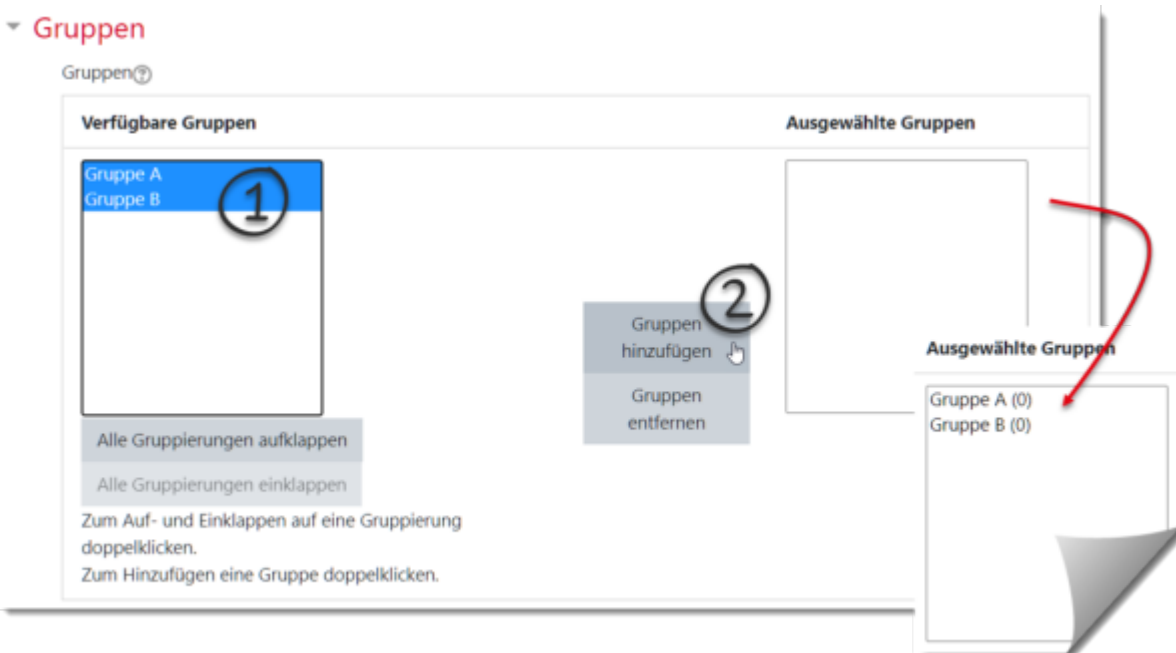 Gruppen
Gruppen
Verfügbare Gruppen
Ausgewählte Gruppen
Gruppe A
Gruppe B
1
2
Gruppen
hinzufügen
Gruppen
entfernen
Alle Gruppierungen aufklappen
Alle Gruppierungen einklappen
Zum Auf- und Einklappen auf eine Gruppierung
doppelklicken.
Zum Hinzufügen eine Gruppe doppelklicken.
Ausgewählte Gruppen
Gruppe A (0)
Gruppe B (0)